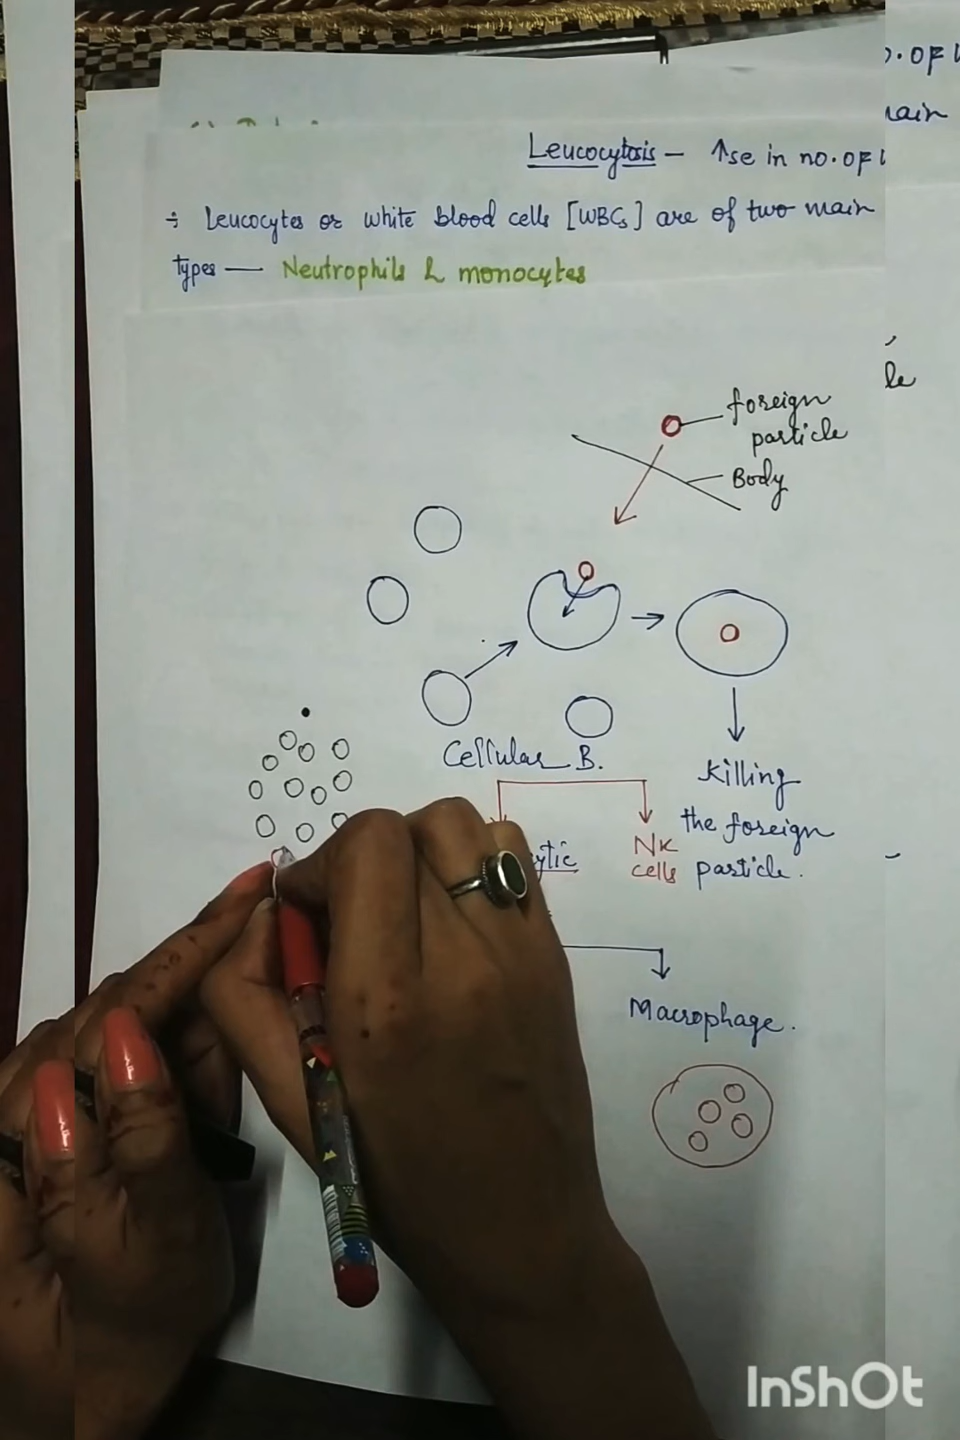 Leucocytosis — ↑se in no. of
÷ Leucocytes or white blood cells [WBCs] are of two main
types — Neutrophils & monocytes
foreign
particle
Body
Cellular B.
Killing
the foreign
particle.
NK
cells
Macrophage.
InShOt